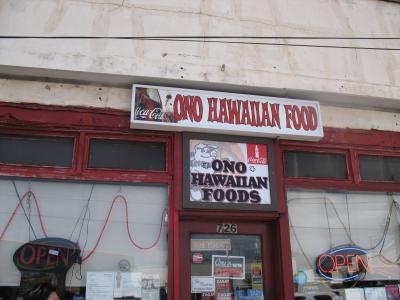 Coca-Cola
ONO HAWAIIAN FOOD
Coca-Cola
ONO
HAWAIIAN
FOODS
726
OPEN
OPEN